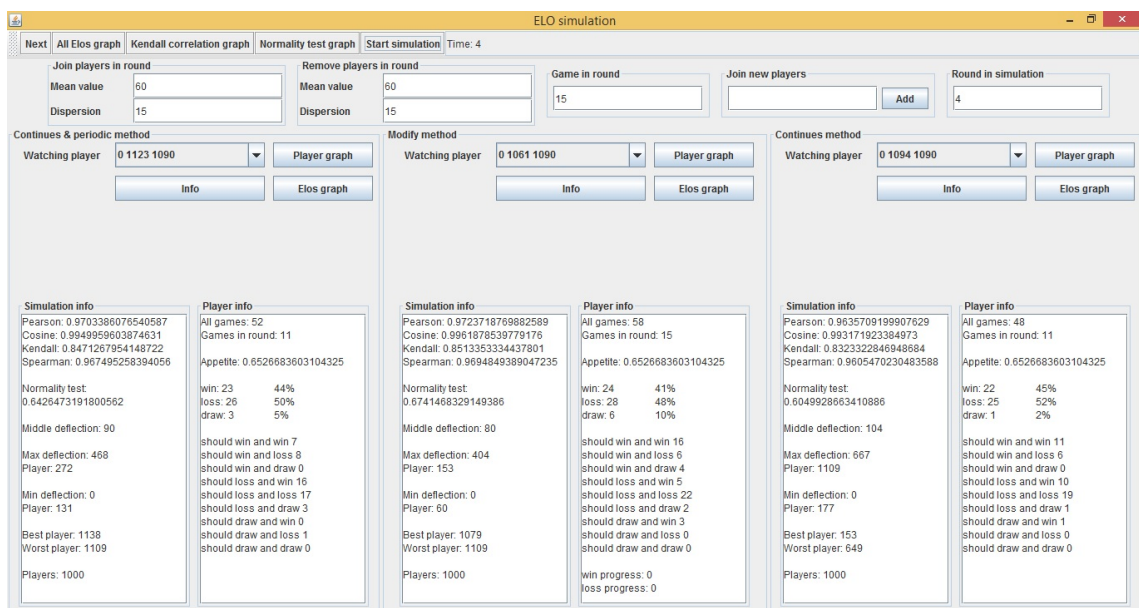 ELO simulation
Next All Elos graph Kendall correlation graph Normality test graph Start simulation Time: 4
Join players in round
Mean value 60
Dispersion 15
Remove players in round
Mean value 60
Dispersion 15
Game in round
15
Join new players
Add
Round in simulation
4
Continues & periodic method
Watching player 0 1123 1090 Player graph
Info Elos graph
Simulation info
Pearson: 0.9703386076540587
Cosine: 0.9949959603874631
Kendall: 0.8471267954148722
Spearman: 0.967495258394056
Normality test:
0.6426473191800562
Middle deflection: 90
Max deflection: 468
Player: 272
Min deflection: 0
Player: 131
Best player: 1138
Worst player: 1109
Players: 1000
Player info
All games: 52
Games in round: 11
Appetite: 0.6526683603104325
win: 23 44%
loss: 26 50%
draw: 3 5%
should win and win 7
should win and loss 8
should win and draw 0
should loss and win 16
should loss and loss 17
should loss and draw 3
should draw and win 0
should draw and loss 1
should draw and draw 0
Modify method
Watching player 0 1061 1090 Player graph
Info Elos graph
Simulation info
Pearson: 0.9723718769882589
Cosine: 0.9961878539779176
Kendall: 0.8513353334437801
Spearman: 0.9694849389047235
Normality test:
0.6741468329149386
Middle deflection: 80
Max deflection: 404
Player: 153
Min deflection: 0
Player: 60
Best player: 1079
Worst player: 1109
Players: 1000
Player info
All games: 58
Games in round: 15
Appetite: 0.6526683603104325
win: 24 41%
loss: 28 48%
draw: 6 10%
should win and win 16
should win and loss 6
should win and draw 4
should loss and win 5
should loss and loss 22
should loss and draw 2
should draw and win 3
should draw and loss 0
should draw and draw 0
win progress: 0
loss progress: 0
Continues method
Watching player 0 1094 1090 Player graph
Info Elos graph
Simulation info
Pearson: 0.9635709199907629
Cosine: 0.993171923384973
Kendall: 0.8323322846948684
Spearman: 0.9605470230483588
Normality test:
0.6049928663410886
Middle deflection: 104
Max deflection: 667
Player: 1109
Min deflection: 0
Player: 177
Best player: 153
Worst player: 649
Players: 1000
Player info
All games: 48
Games in round: 11
Appetite: 0.6526683603104325
win: 22 45%
loss: 25 52%
draw: 1 2%
should win and win 11
should win and loss 6
should win and draw 0
should loss and win 10
should loss and loss 19
should loss and draw 1
should draw and win 1
should draw and loss 0
should draw and draw 0